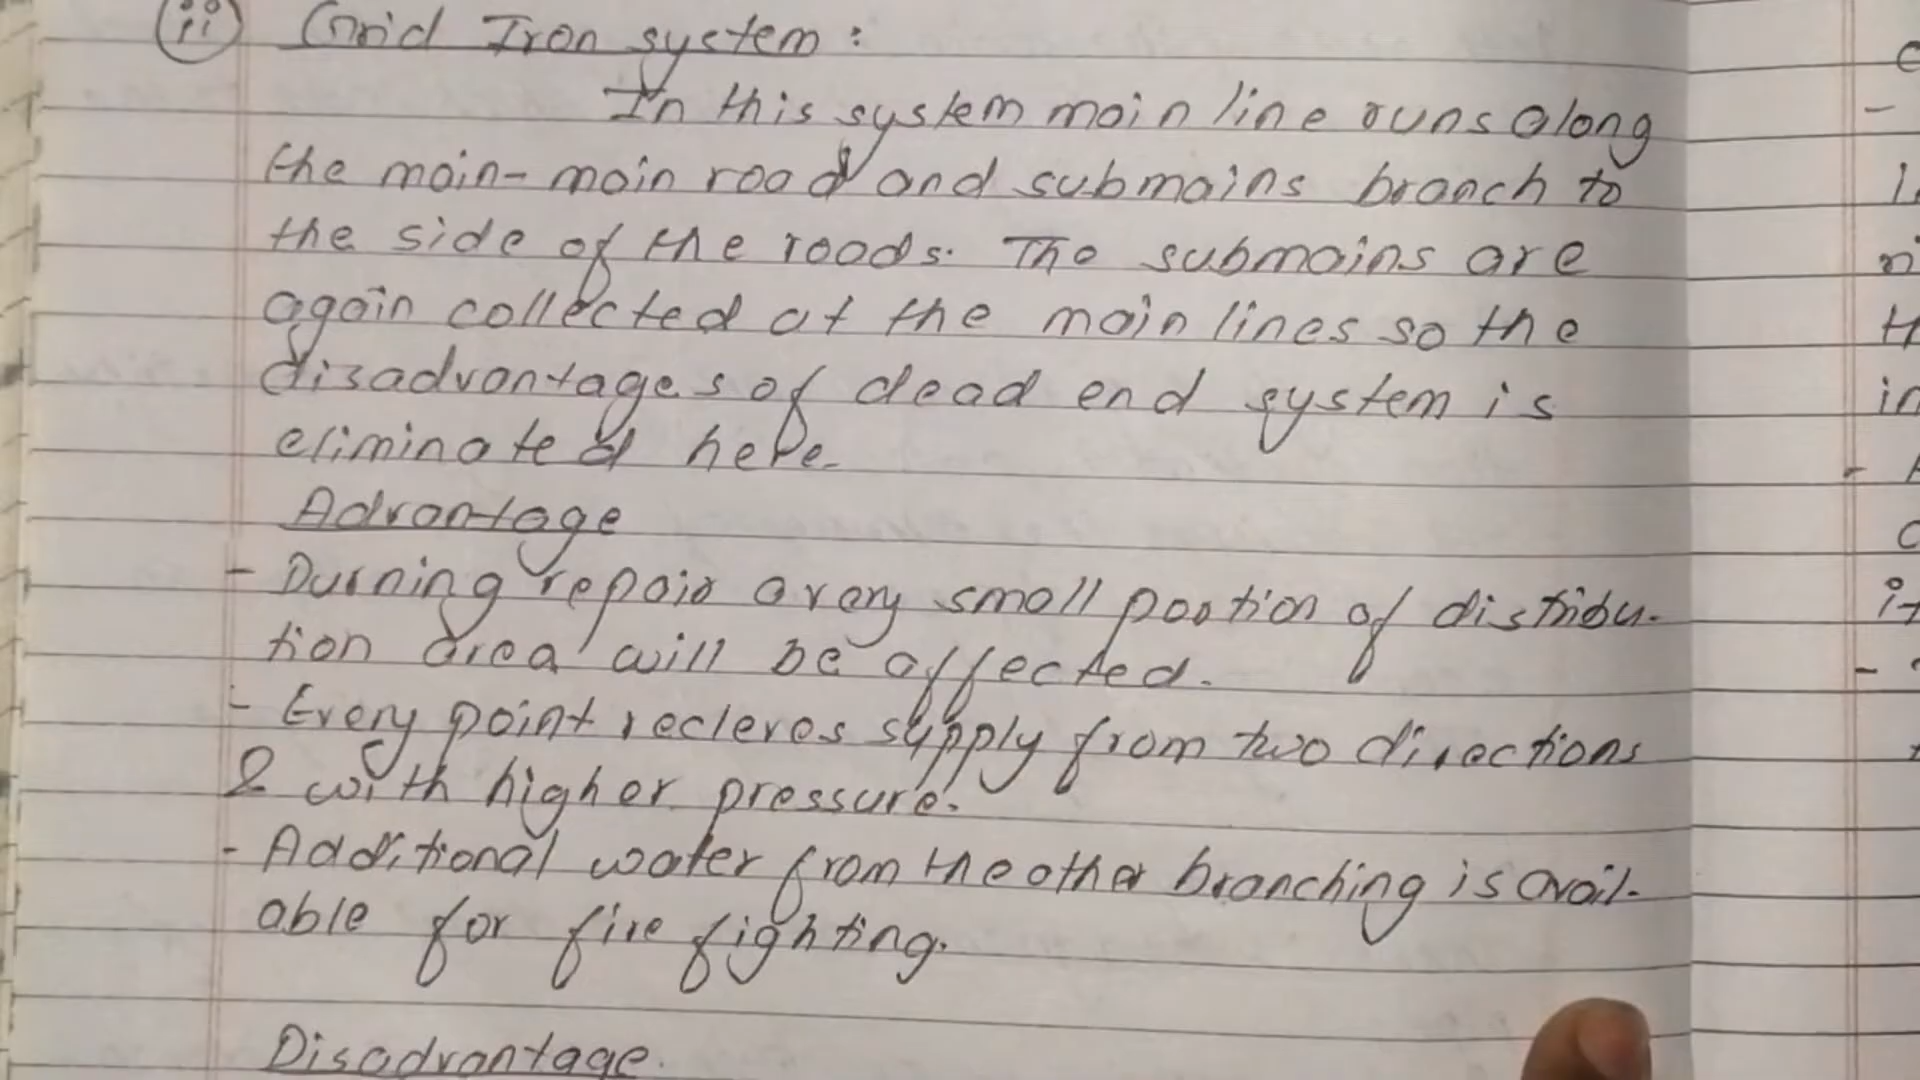 (ii) Grid Iron system:
In this system main line runs along
the main-main road and submains branch to
the side of the roads. The submains are
again collected at the main lines so the
disadvantages of dead end system is
eliminated here.
Advantage
- Durning repair a very small portion of distribu-
tion area will be affected.
- Every point recieves supply from two directions
& with higher pressure.
- Additional water from the other branching is avail-
able for fire fighting.
Disadvantage.